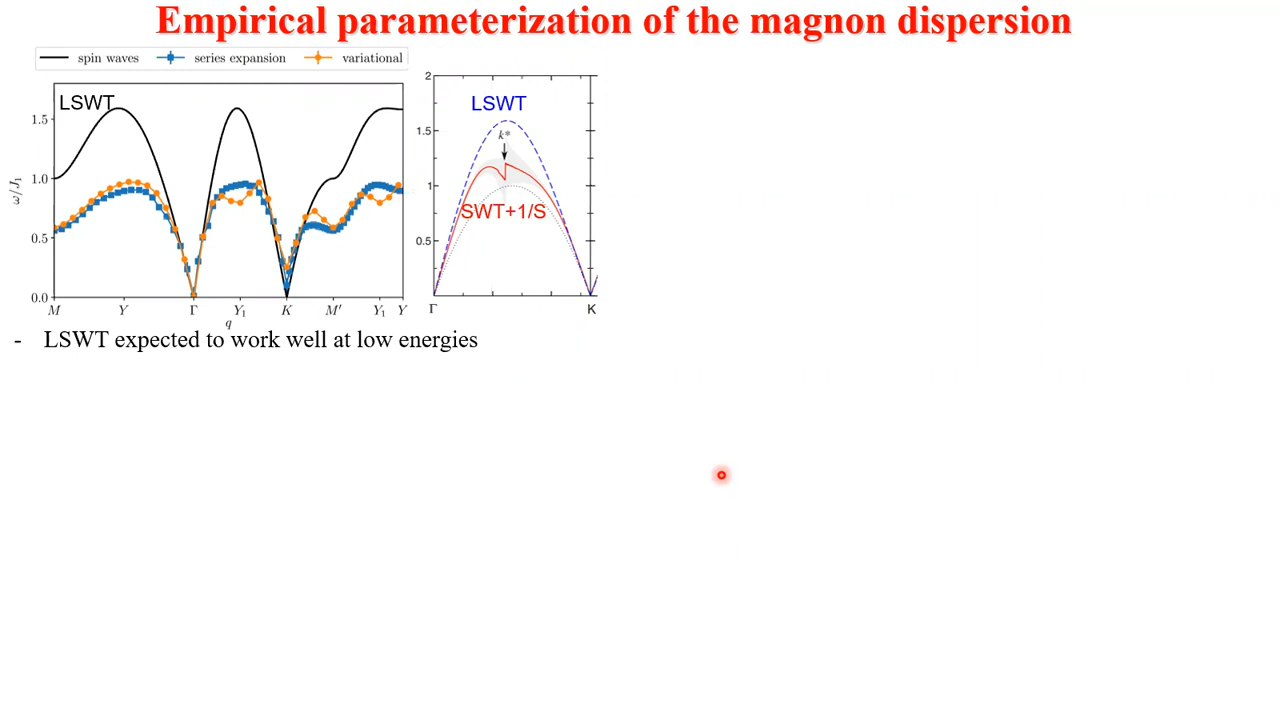 Empirical parameterization of the magnon dispersion
spin waves series expansion variational
LSWT
1.5
1.0
0.5
0.0
ω/J₁
M Y Γ Y₁ K M′ Y₁ Y
q
2
1.5
1
0.5
LSWT
k*
SWT+1/S
Γ K
- LSWT expected to work well at low energies